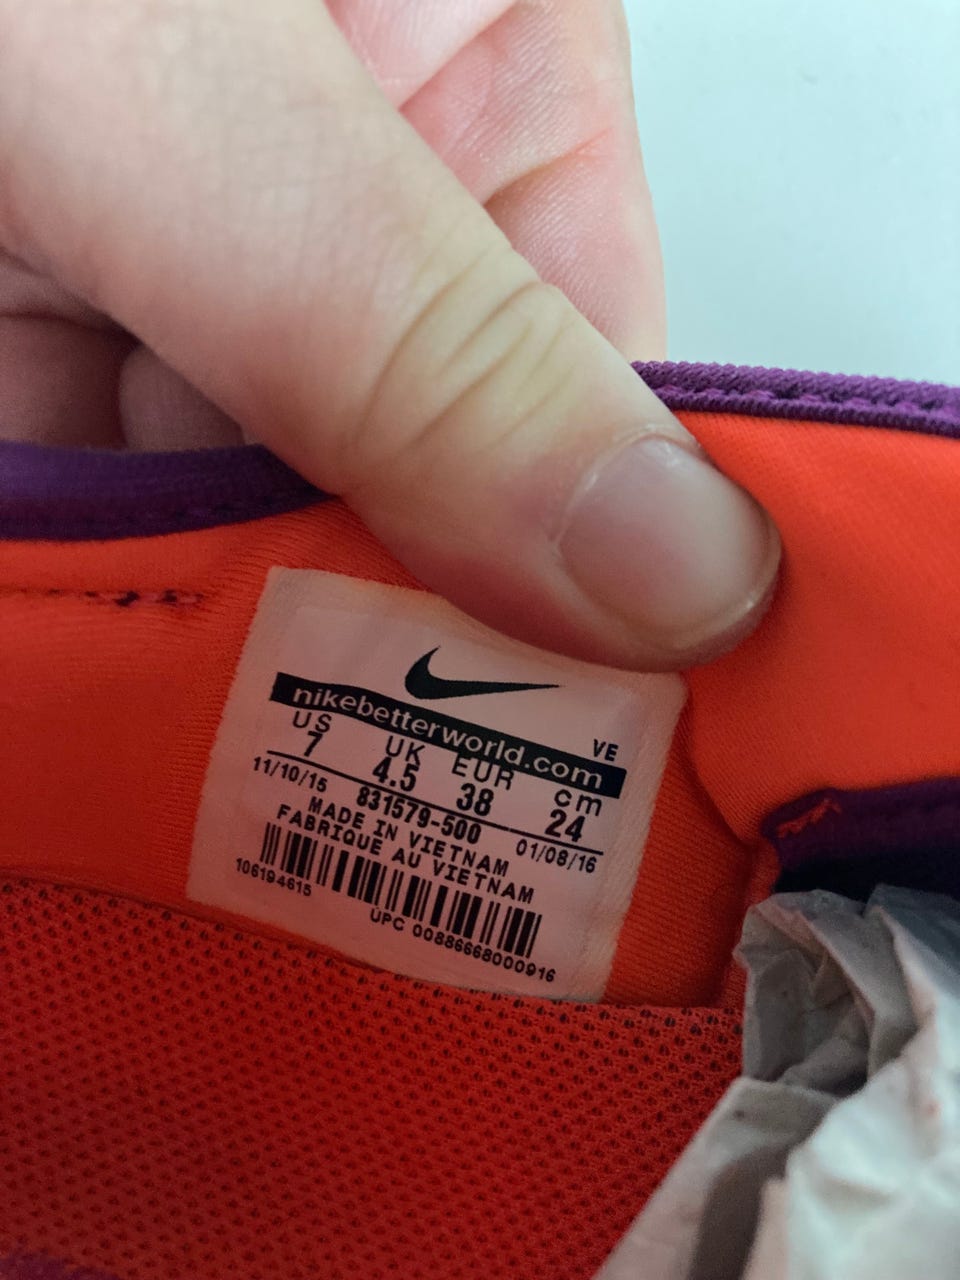 nikebetterworld.com
VE
US UK EUR cm
7 4.5 38 24
11/10/15 831579-500 01/08/16
MADE IN VIETNAM
FABRIQUE AU VIETNAM
106194615
UPC 00886668000916